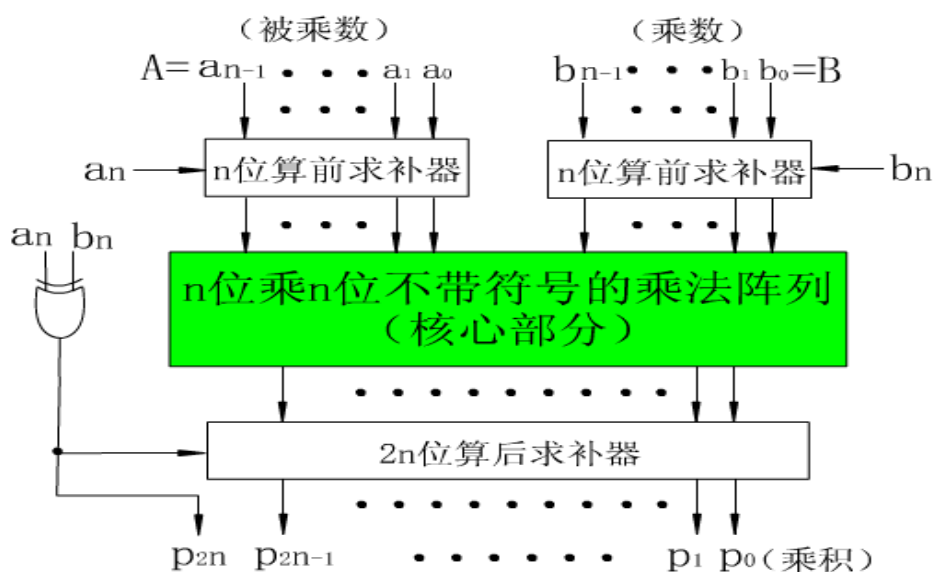 （被乘数） （乘数）
A=an-1 a1 a0 bn-1 b1 b0=B
an n位算前求补器 n位算前求补器 bn
an bn
n位乘n位不带符号的乘法阵列
（核心部分）
2n位算后求补器
p2n p2n-1 p1 p0(乘积)